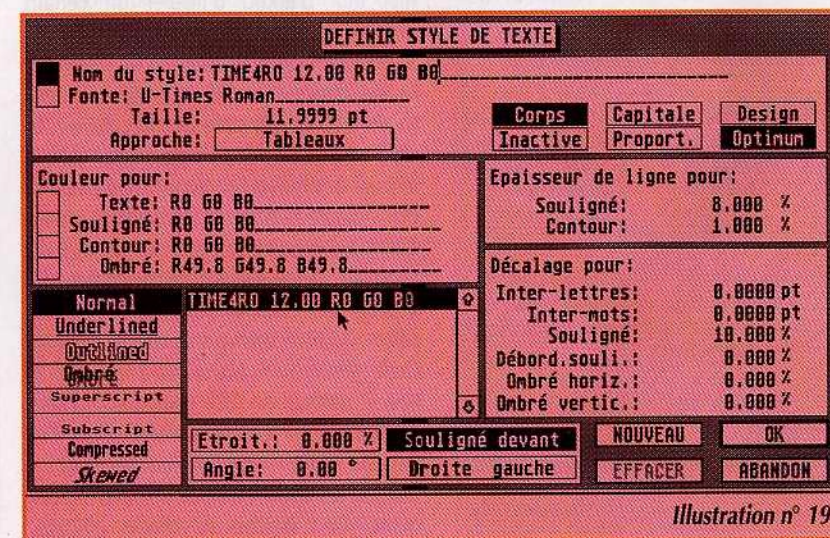 DEFINIR STYLE DE TEXTE
Nom du style: TIME4RO 12.00 R0 G0 B0
Fonte: U-Times Roman
Taille: 11.9999 pt
Approche: Tableaux
Corps Capitale Design
Inactive Proport. Optimum
Couleur pour:
Texte: R0 G0 B0
Souligné: R0 G0 B0
Contour: R0 G0 B0
Ombré: R49.8 G49.8 B49.8
Epaisseur de ligne pour:
Souligné: 8.000 %
Contour: 1.000 %
Décalage pour:
Inter-lettres: 0.0000 pt
Inter-mots: 0.0000 pt
Souligné: 10.000 %
Débord.souli.: 0.000 %
Ombré horiz.: 0.000 %
Ombré vertic.: 0.000 %
Normal
Underlined
Outlined
Ombré
Superscript
Subscript
Compressed
Skewed
TIME4RO 12.00 R0 G0 B0
Etroit.: 0.000 % Souligné devant
Angle: 0.00 ° Droite gauche
NOUVEAU OK
EFFACER ABANDON
Illustration n° 19